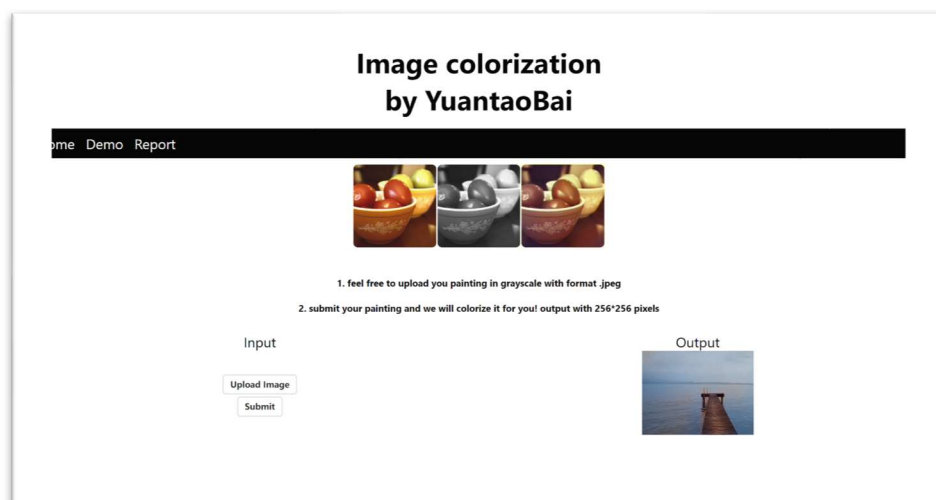 Image colorization
by YuantaoBai
ome Demo Report
1. feel free to upload you painting in grayscale with format .jpeg
2. submit your painting and we will colorize it for you! output with 256*256 pixels
Input
Output
Upload Image
Submit